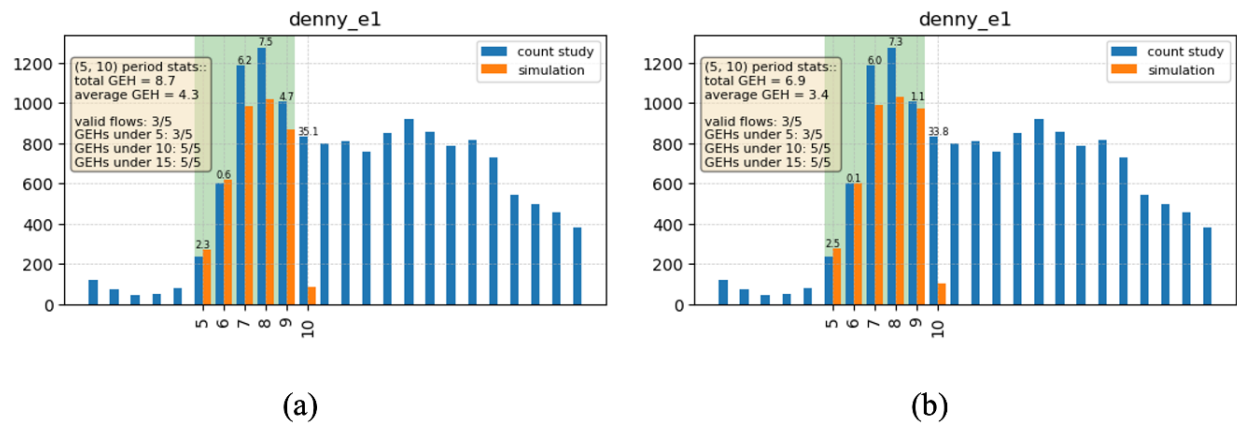 denny_e1
(5, 10) period stats::
total GEH = 8.7
average GEH = 4.3
valid flows: 3/5
GEHs under 5: 3/5
GEHs under 10: 5/5
GEHs under 15: 5/5
count study
simulation
2.3
0.6
6.2
7.5
4.7
35.1
1200
1000
800
600
400
200
0
5
6
7
8
9
10
(a)
denny_e1
(5, 10) period stats::
total GEH = 6.9
average GEH = 3.4
valid flows: 3/5
GEHs under 5: 3/5
GEHs under 10: 5/5
GEHs under 15: 5/5
count study
simulation
2.5
0.1
6.0
7.3
1.1
33.8
1200
1000
800
600
400
200
0
5
6
7
8
9
10
(b)